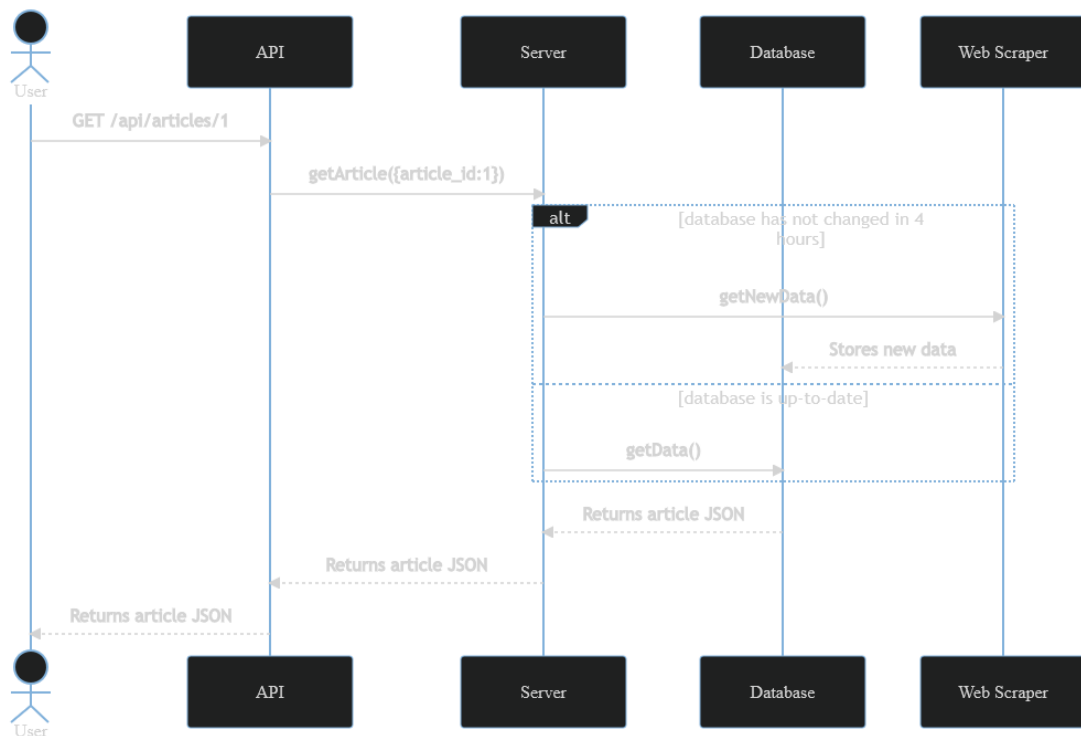 API
Server
Database
Web Scraper
User
GET /api/articles/1
getArticle({article_id:1})
alt
[database has not changed in 4
hours]
getNewData()
Stores new data
[database is up-to-date]
getData()
Returns article JSON
Returns article JSON
Returns article JSON
API
Server
Database
Web Scraper
User